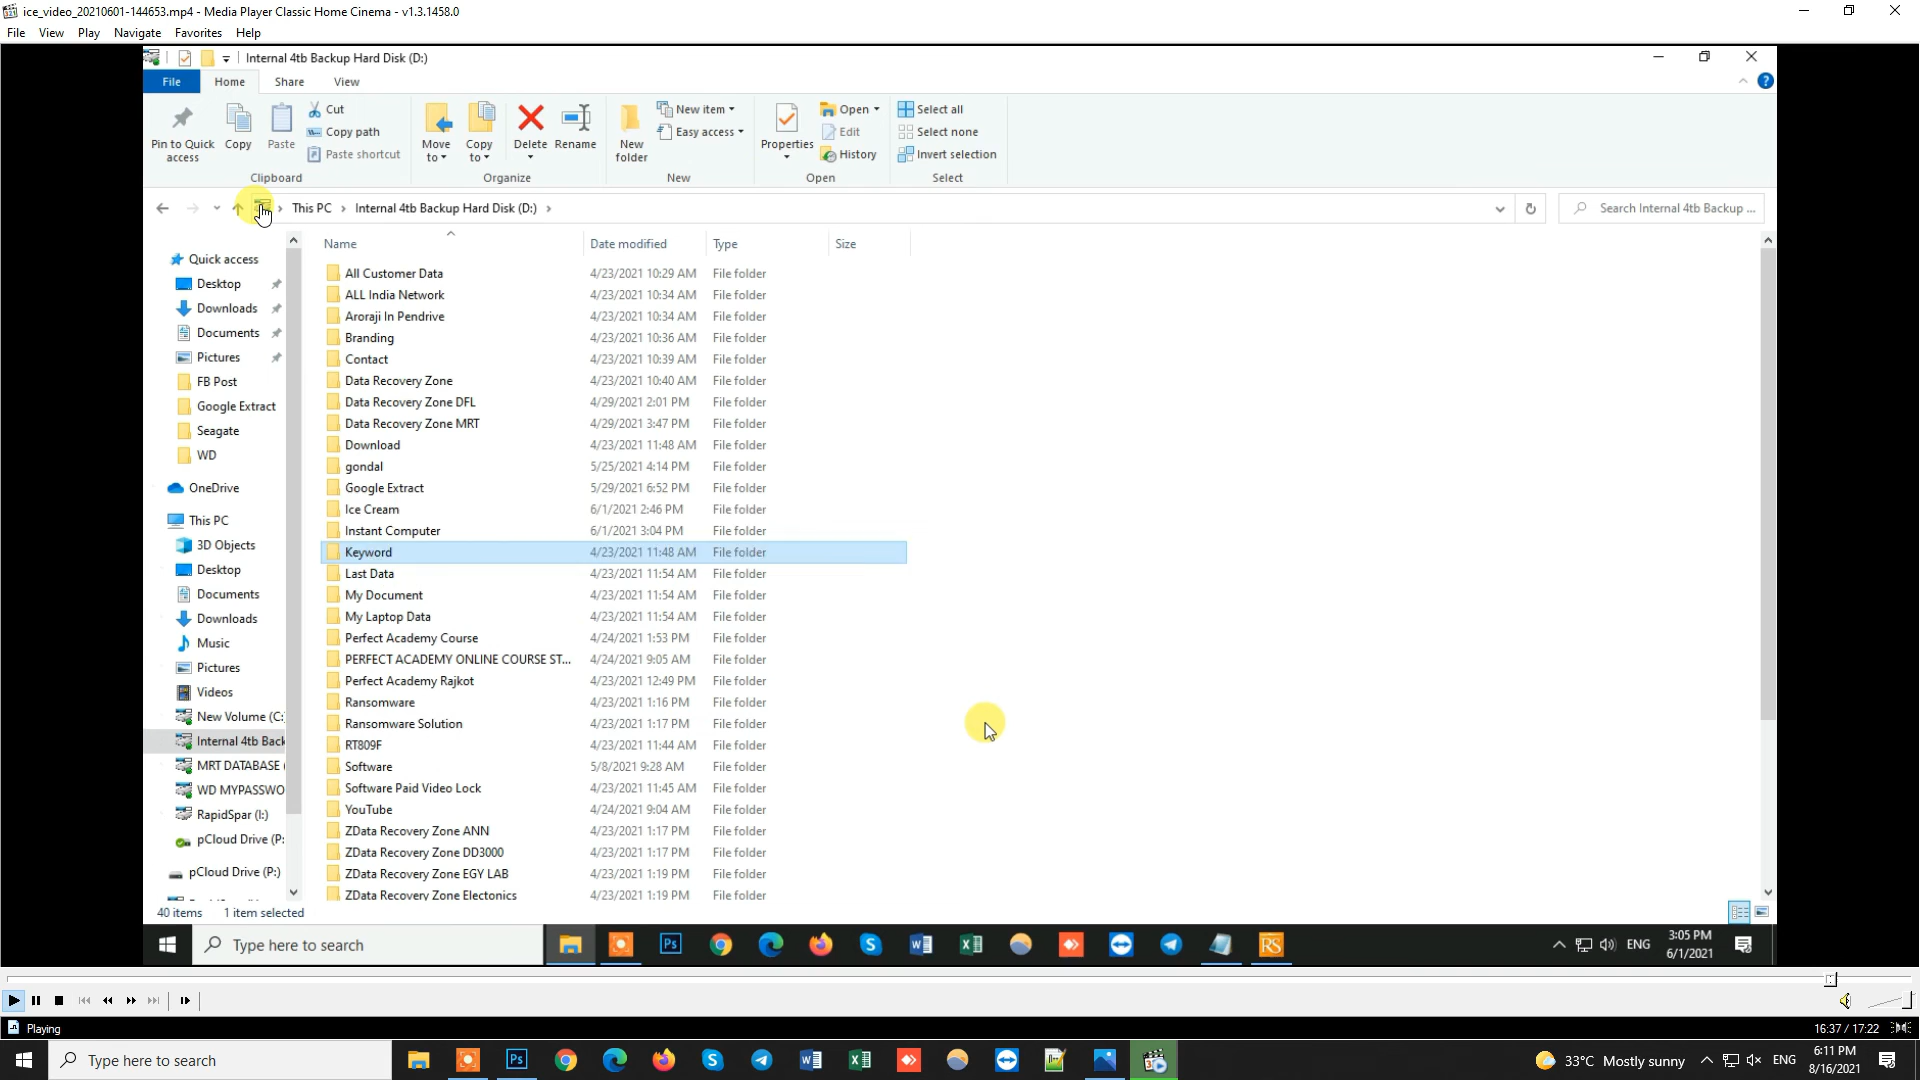 ice_video_20210601-144653.mp4 - Media Player Classic Home Cinema - v1.3.1458.0
File View Play Navigate Favorites Help
Internal 4tb Backup Hard Disk (D:)
File Home Share View
Pin to Quick access
Copy
Paste
Cut
Copy path
Paste shortcut
Clipboard
Move to
Copy to
Delete
Rename
Organize
New folder
New item
Easy access
New
Properties
Open
Edit
History
Open
Select all
Select none
Invert selection
Select
This PC > Internal 4tb Backup Hard Disk (D:) >
Search Internal 4tb Backup ...
Quick access
Desktop
Downloads
Documents
Pictures
FB Post
Google Extract
Seagate
WD
OneDrive
This PC
3D Objects
Desktop
Documents
Downloads
Music
Pictures
Videos
New Volume (C:
Internal 4tb Back
MRT DATABASE (
WD MYPASSWO
RapidSpar (I:)
pCloud Drive (P:
pCloud Drive (P:)
Name Date modified Type Size
All Customer Data 4/23/2021 10:29 AM File folder
ALL India Network 4/23/2021 10:34 AM File folder
Aroraji In Pendrive 4/23/2021 10:34 AM File folder
Branding 4/23/2021 10:36 AM File folder
Contact 4/23/2021 10:39 AM File folder
Data Recovery Zone 4/23/2021 10:40 AM File folder
Data Recovery Zone DFL 4/29/2021 2:01 PM File folder
Data Recovery Zone MRT 4/29/2021 3:47 PM File folder
Download 4/23/2021 11:48 AM File folder
gondal 5/25/2021 4:14 PM File folder
Google Extract 5/29/2021 6:52 PM File folder
Ice Cream 6/1/2021 2:46 PM File folder
Instant Computer 6/1/2021 3:04 PM File folder
Keyword 4/23/2021 11:48 AM File folder
Last Data 4/23/2021 11:54 AM File folder
My Document 4/23/2021 11:54 AM File folder
My Laptop Data 4/23/2021 11:54 AM File folder
Perfect Academy Course 4/24/2021 1:53 PM File folder
PERFECT ACADEMY ONLINE COURSE ST... 4/24/2021 9:05 AM File folder
Perfect Academy Rajkot 4/23/2021 12:49 PM File folder
Ransomware 4/23/2021 1:16 PM File folder
Ransomware Solution 4/23/2021 1:17 PM File folder
RT809F 4/23/2021 11:44 AM File folder
Software 5/8/2021 9:28 AM File folder
Software Paid Video Lock 4/23/2021 11:45 AM File folder
YouTube 4/24/2021 9:04 AM File folder
ZData Recovery Zone ANN 4/23/2021 1:17 PM File folder
ZData Recovery Zone DD3000 4/23/2021 1:17 PM File folder
ZData Recovery Zone EGY LAB 4/23/2021 1:19 PM File folder
ZData Recovery Zone Electonics 4/23/2021 1:19 PM File folder
40 items 1 item selected
Type here to search
Ps
RS
ENG
3:05 PM
6/1/2021
Playing
16:37 / 17:22
Type here to search
Ps
33°C Mostly sunny
ENG
6:11 PM
8/16/2021